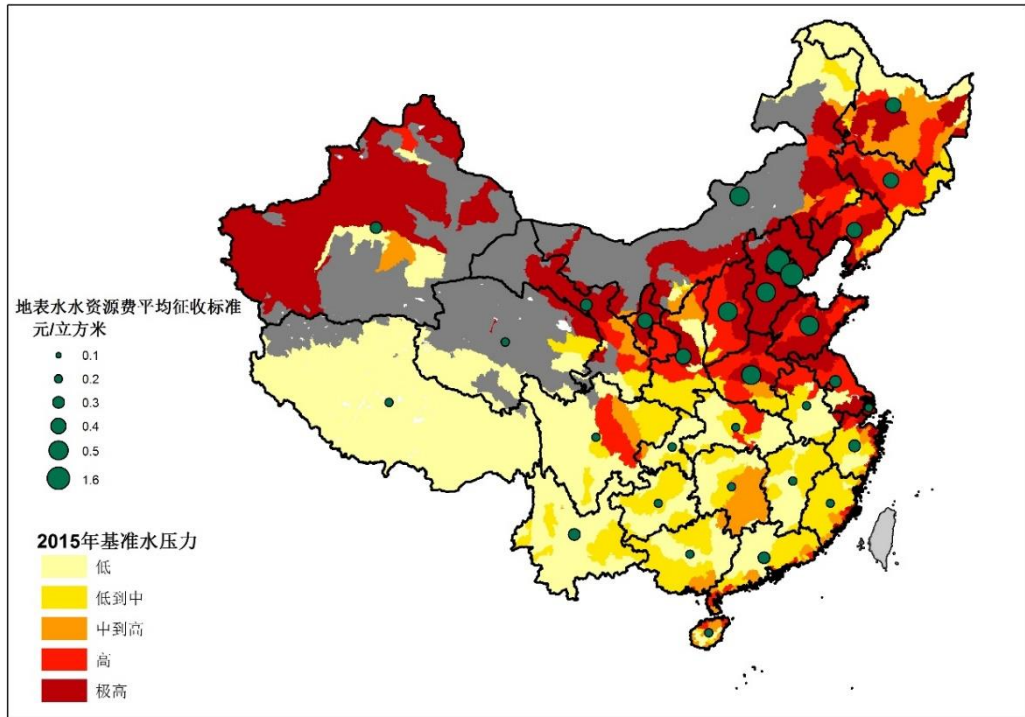 地表水水资源费平均征收标准
元/立方米
0.1
0.2
0.3
0.4
0.5
1.6
2015年基准水压力
低
低到中
中到高
高
极高